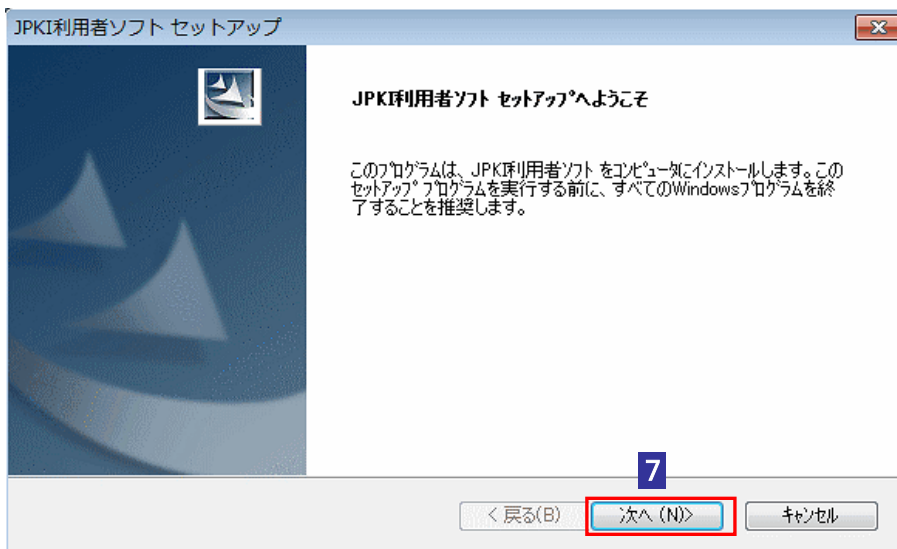 JPKI利用者ソフト セットアップ
JPKI利用者ソフト セットアップへようこそ
このプログラムは、JPKI利用者ソフト をコンピュータにインストールします。この
セットアップ プログラムを実行する前に、すべてのWindowsプログラムを終
了することを推奨します。
7
< 戻る(B)
次へ (N)>
キャンセル